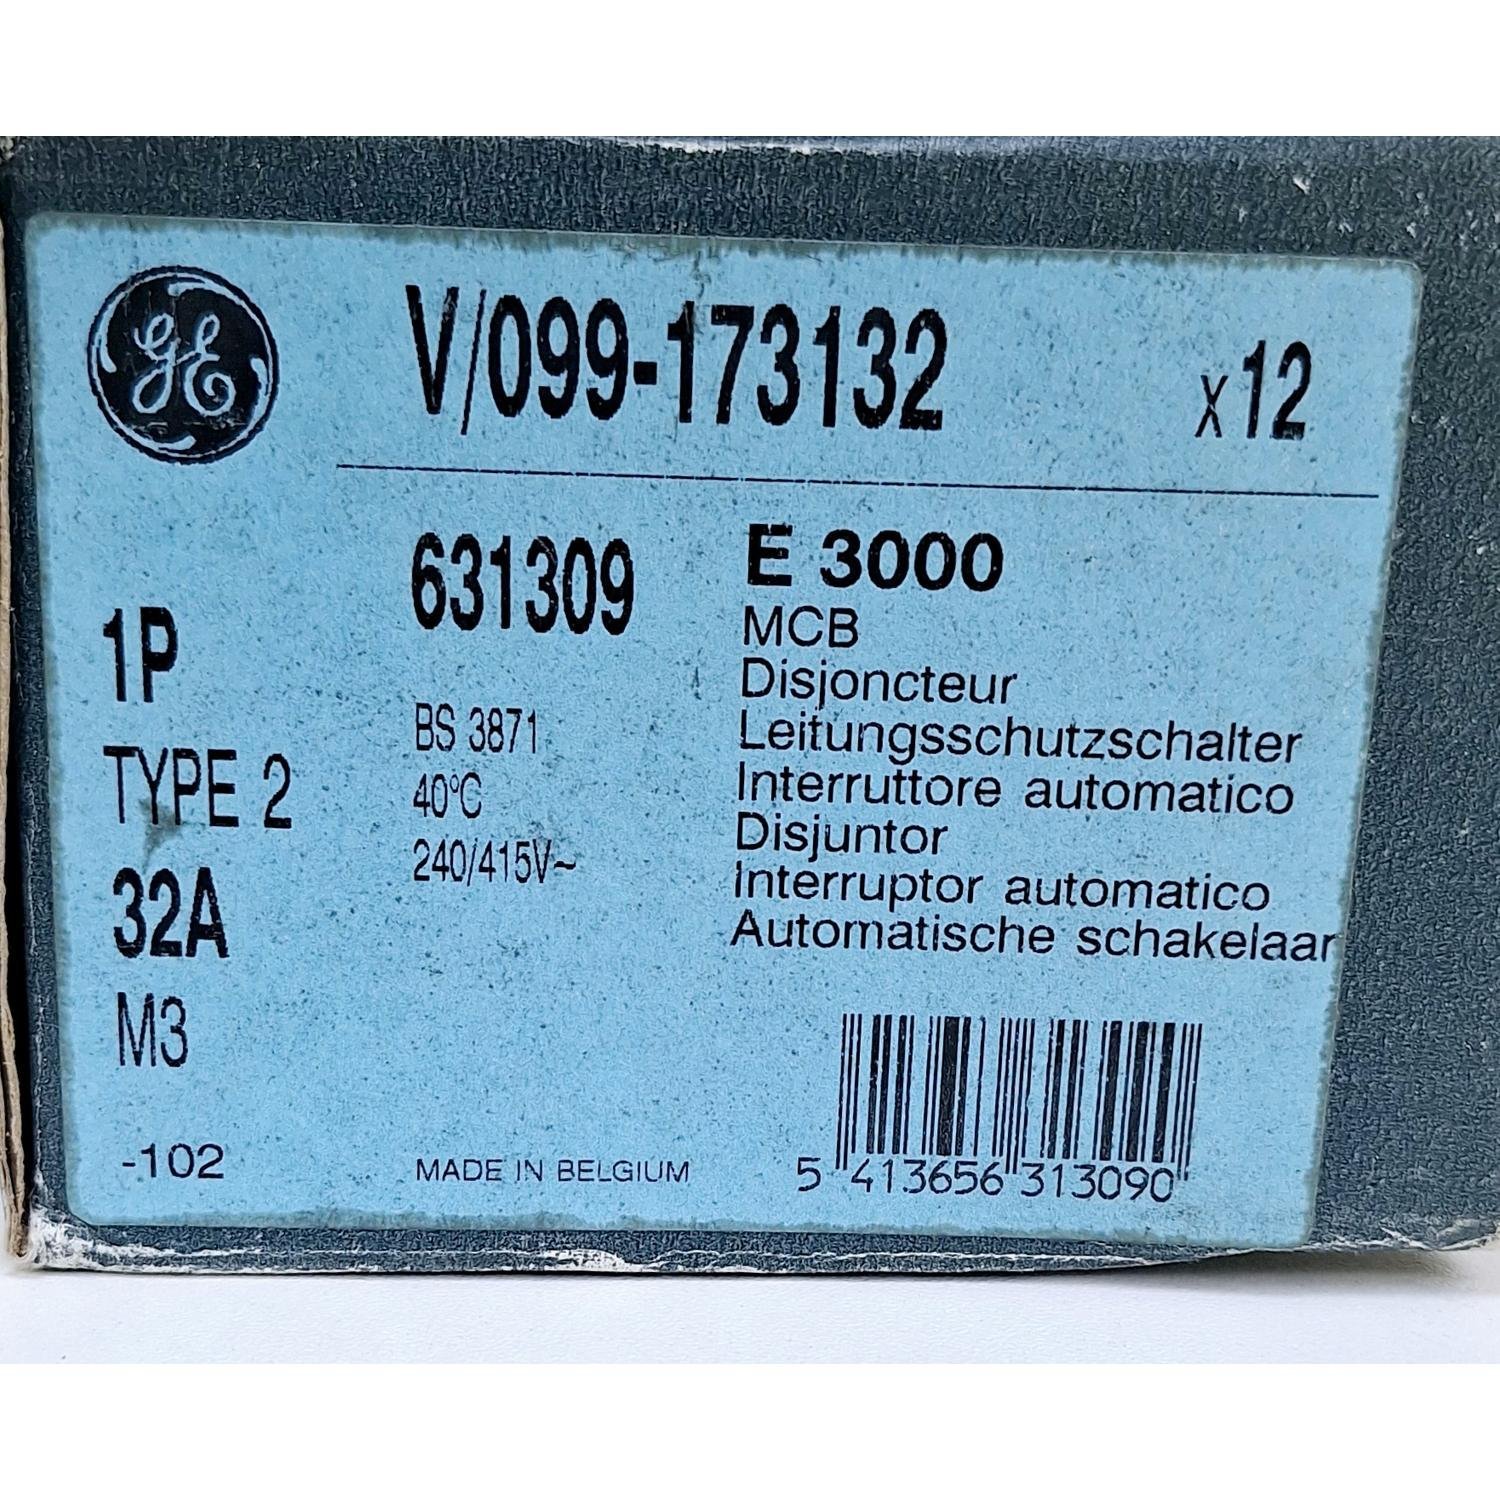 GE
V/099-173132 x12
631309
E 3000
MCB
Disjoncteur
Leitungsschutzschalter
Interruttore automatico
Disjuntor
Interruptor automatico
Automatische schakelaar
1P
TYPE 2
32A
M3
BS 3871
40°C
240/415V~
-102
MADE IN BELGIUM
5 413656 313090